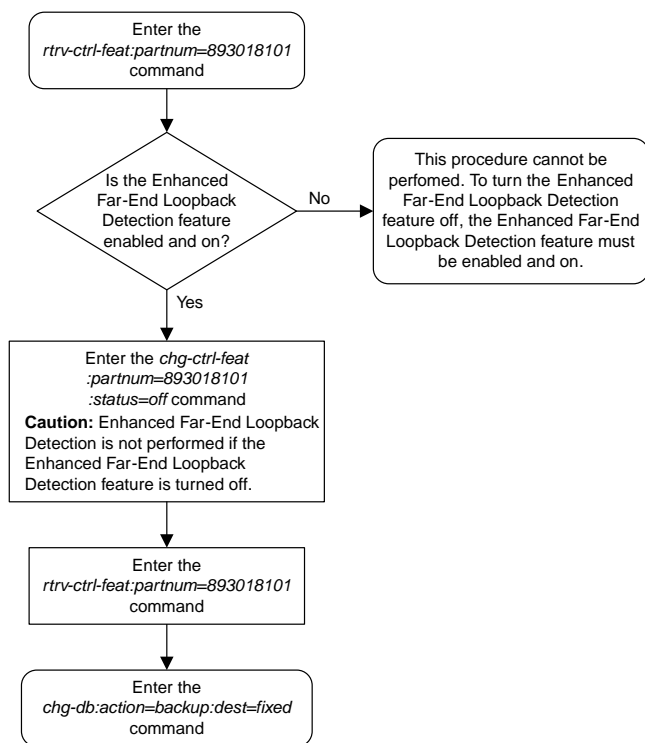 Enter the
rtrv-ctrl-feat:partnum=893018101
command
Is the Enhanced
Far-End Loopback
Detection feature
enabled and on?
No
This procedure cannot be
perfomed. To turn the Enhanced
Far-End Loopback Detection
feature off, the Enhanced Far-End
Loopback Detection feature must
be enabled and on.
Yes
Enter the chg-ctrl-feat
:partnum=893018101
:status=off command
Caution: Enhanced Far-End Loopback
Detection is not performed if the
Enhanced Far-End Loopback
Detection feature is turned off.
Enter the
rtrv-ctrl-feat:partnum=893018101
command
Enter the
chg-db:action=backup:dest=fixed
command